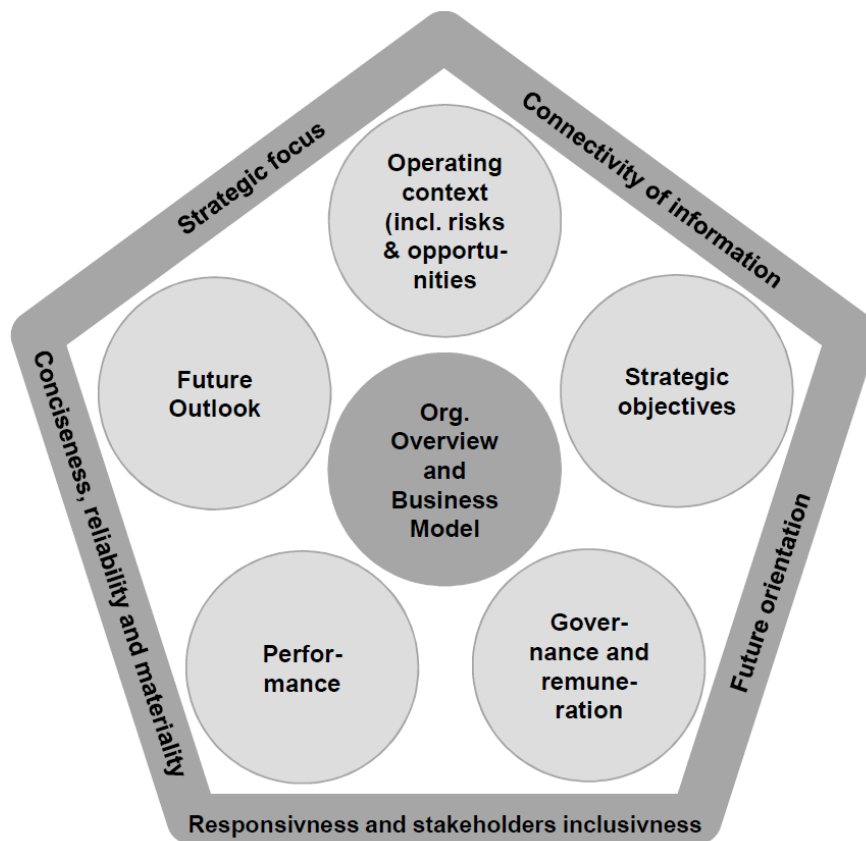 Strategic focus
Connectivity of information
Operating
context
(incl. risks
& opportu-
nities
Future
Outlook
Strategic
objectives
Org.
Overview
and
Business
Model
Conciseness, reliability and materiality
Future orientation
Perfor-
mance
Gover-
nance and
remune-
ration
Responsivness and stakeholders inclusivness